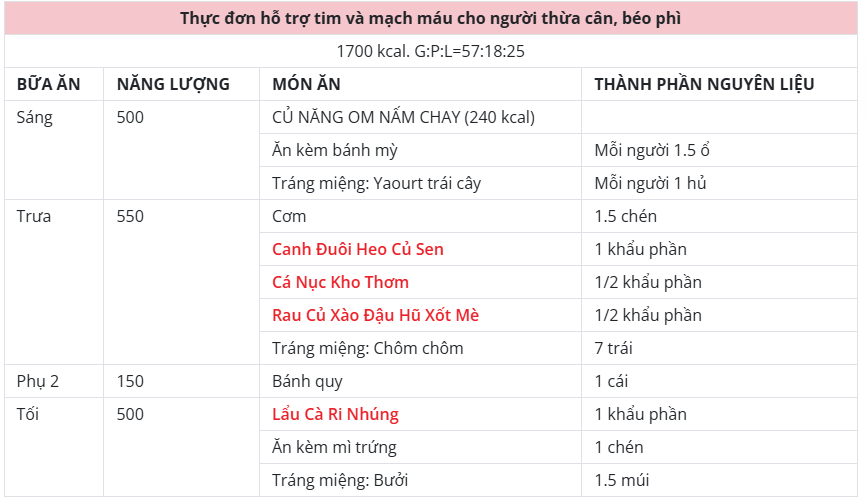 Thực đơn hỗ trợ tim và mạch máu cho người thừa cân, béo phì
1700 kcal. G:P:L=57:18:25
BỮA ĂN NĂNG LƯỢNG MÓN ĂN THÀNH PHẦN NGUYÊN LIỆU
Sáng 500 CỦ NĂNG OM NẤM CHAY (240 kcal)
Ăn kèm bánh mỳ Mỗi người 1.5 ổ
Tráng miệng: Yaourt trái cây Mỗi người 1 hủ
Trưa 550 Cơm 1.5 chén
Canh Đuôi Heo Củ Sen 1 khẩu phần
Cá Nục Kho Thơm 1/2 khẩu phần
Rau Củ Xào Đậu Hũ Xốt Mè 1/2 khẩu phần
Tráng miệng: Chôm chôm 7 trái
Phụ 2 150 Bánh quy 1 cái
Tối 500 Lẩu Cà Ri Nhúng 1 khẩu phần
Ăn kèm mì trứng 1 chén
Tráng miệng: Bưởi 1.5 múi